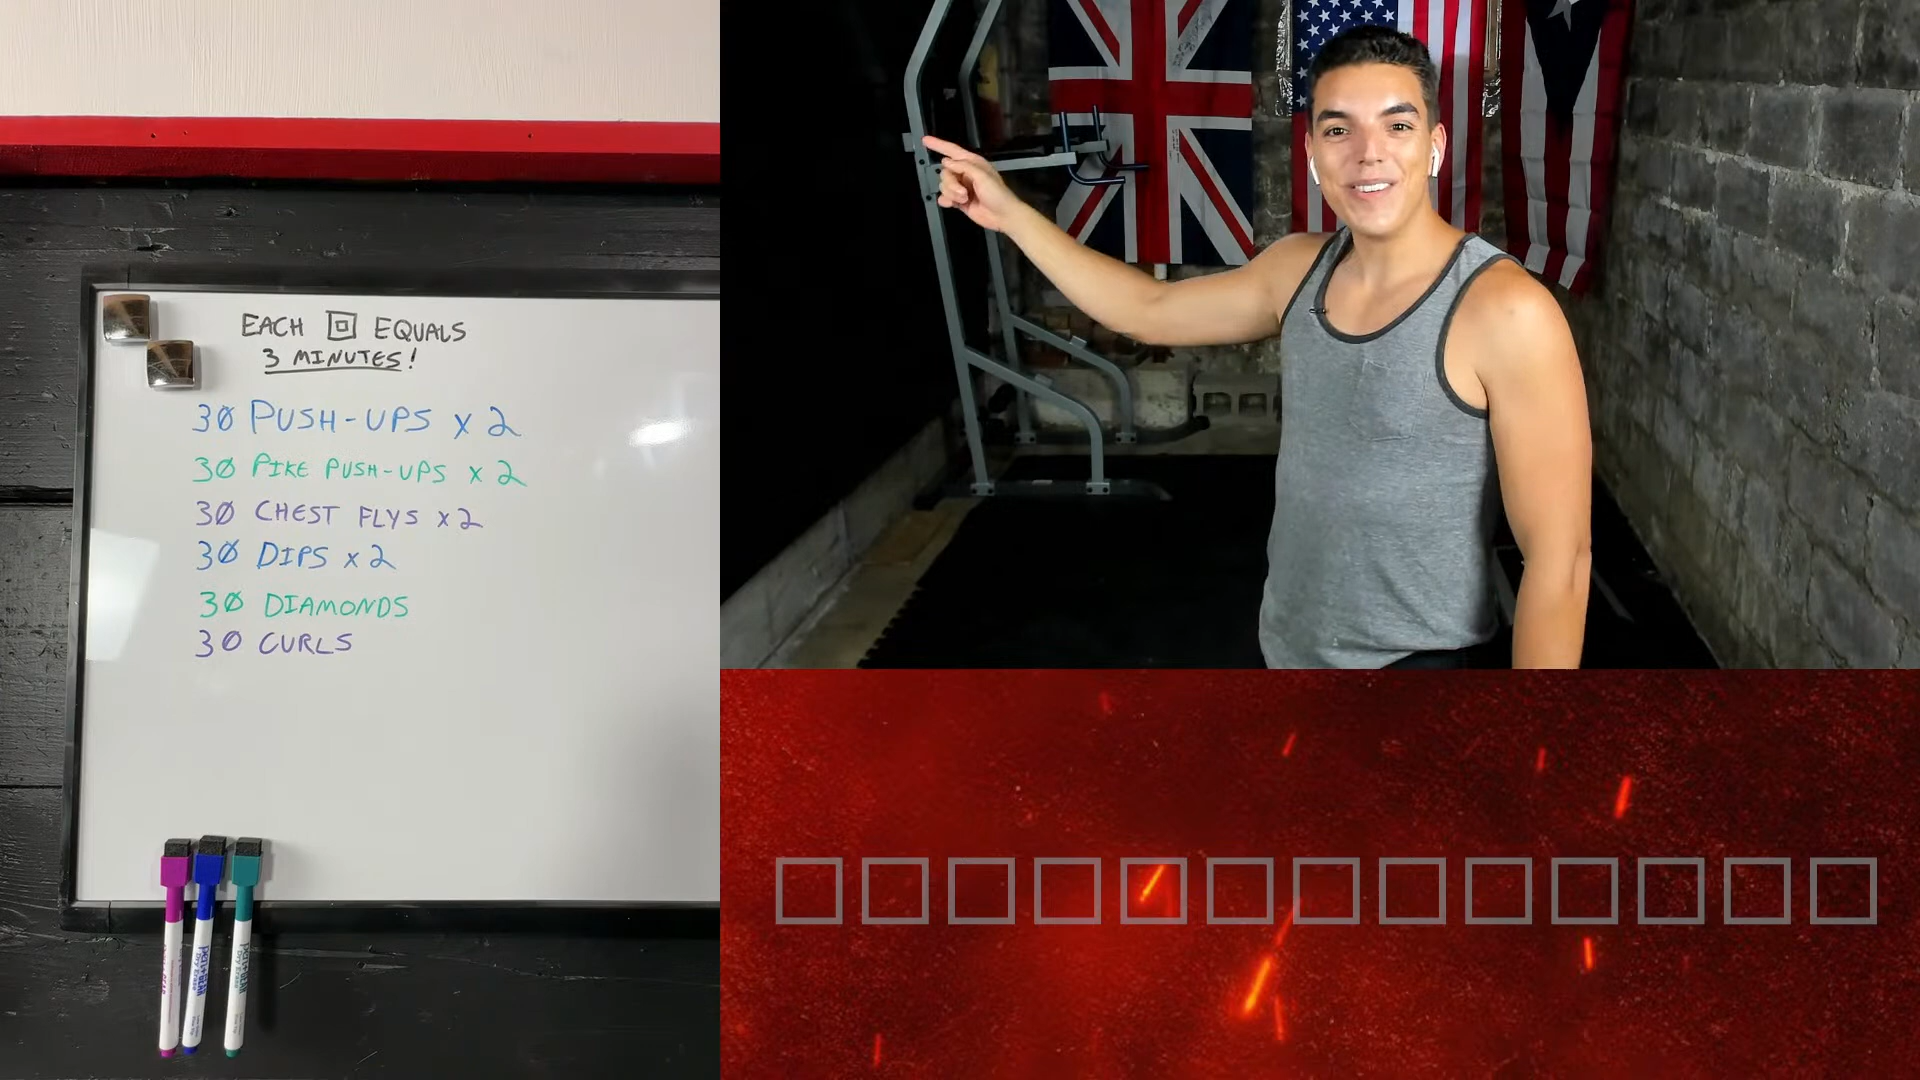 EACH EQUALS
3 MINUTES!
30 PUSH-UPS x 2
30 PIKE PUSH-UPS x 2
30 CHEST FLYS x 2
30 DIPS x 2
30 DIAMONDS
30 CURLS